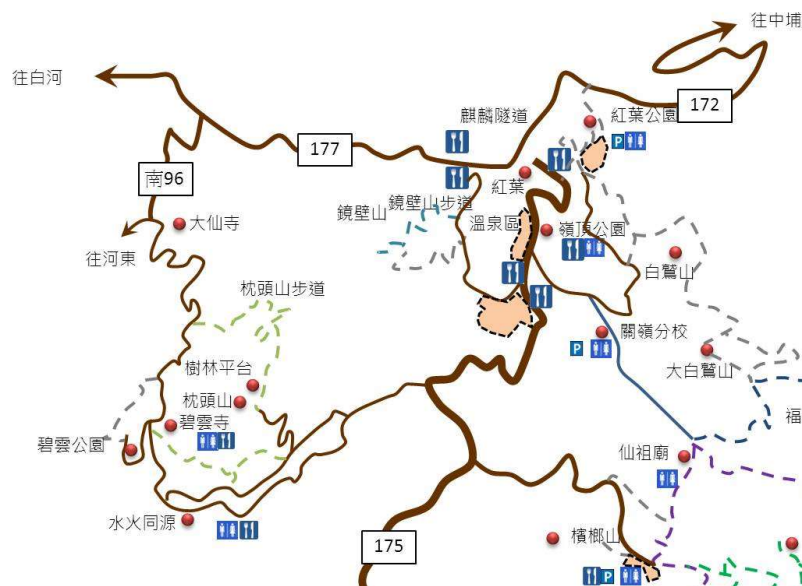 往中埔
往白河
172
麒麟隧道
紅葉公園
P
177
南96
紅葉
鏡壁山步道
鏡壁山
溫泉區
嶺頂公園
大仙寺
往河東
白鷺山
枕頭山步道
關嶺分校
P
樹林平台
大白鷺山
枕頭山
碧雲寺
福
碧雲公園
仙祖廟
水火同源
175
檳榔山
P